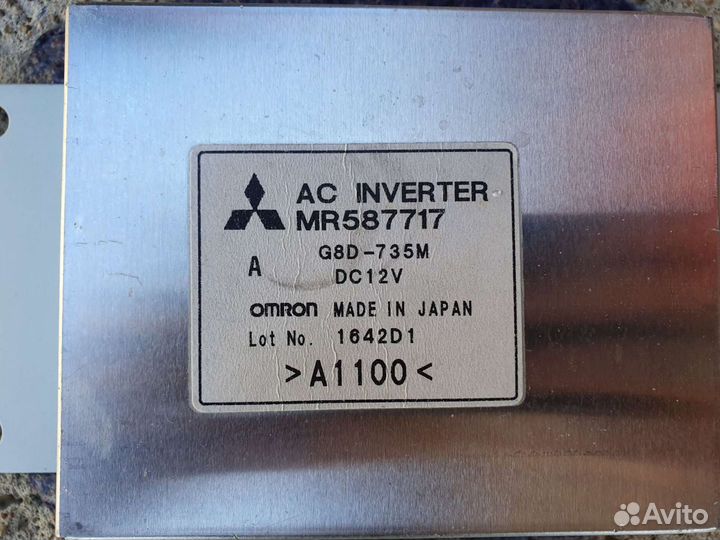 AC INVERTER
MR587717
A G8D-735M
DC12V
OMRON MADE IN JAPAN
Lot No. 1642D1
>A1100<
Avito